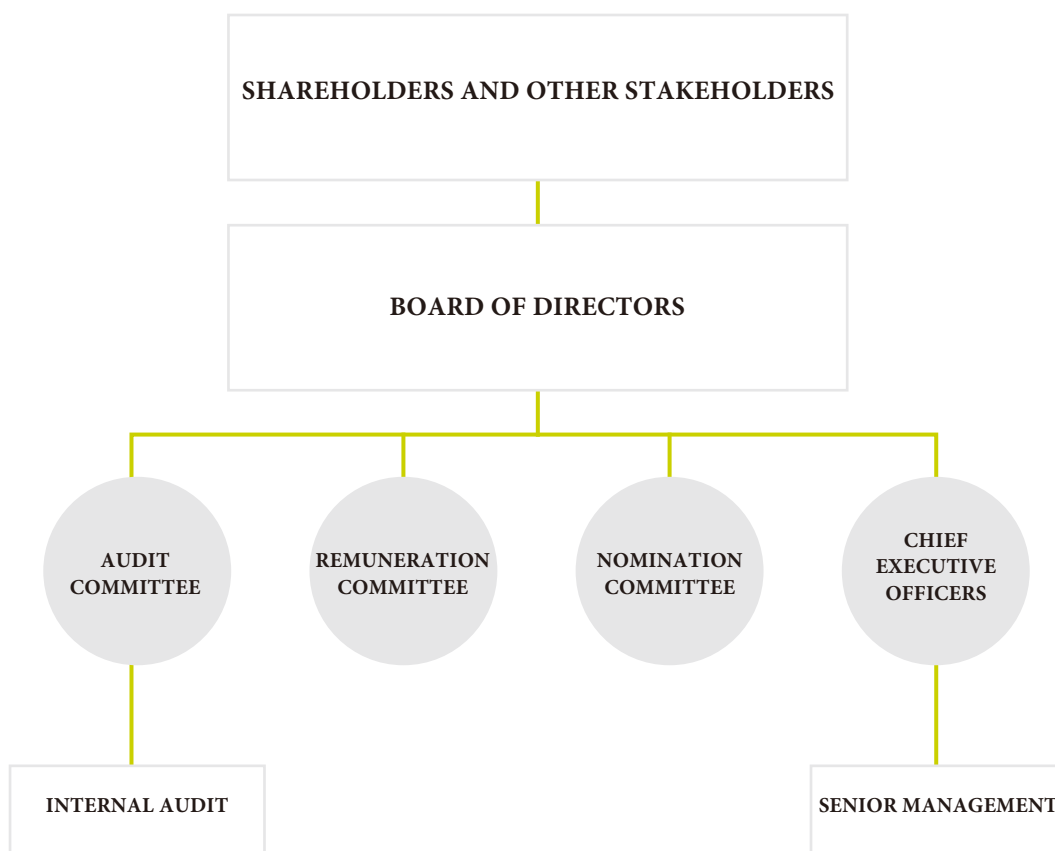 SHAREHOLDERS AND OTHER STAKEHOLDERS
BOARD OF DIRECTORS
AUDIT
COMMITTEE
REMUNERATION
COMMITTEE
NOMINATION
COMMITTEE
CHIEF
EXECUTIVE
OFFICERS
INTERNAL AUDIT
SENIOR MANAGEMENT